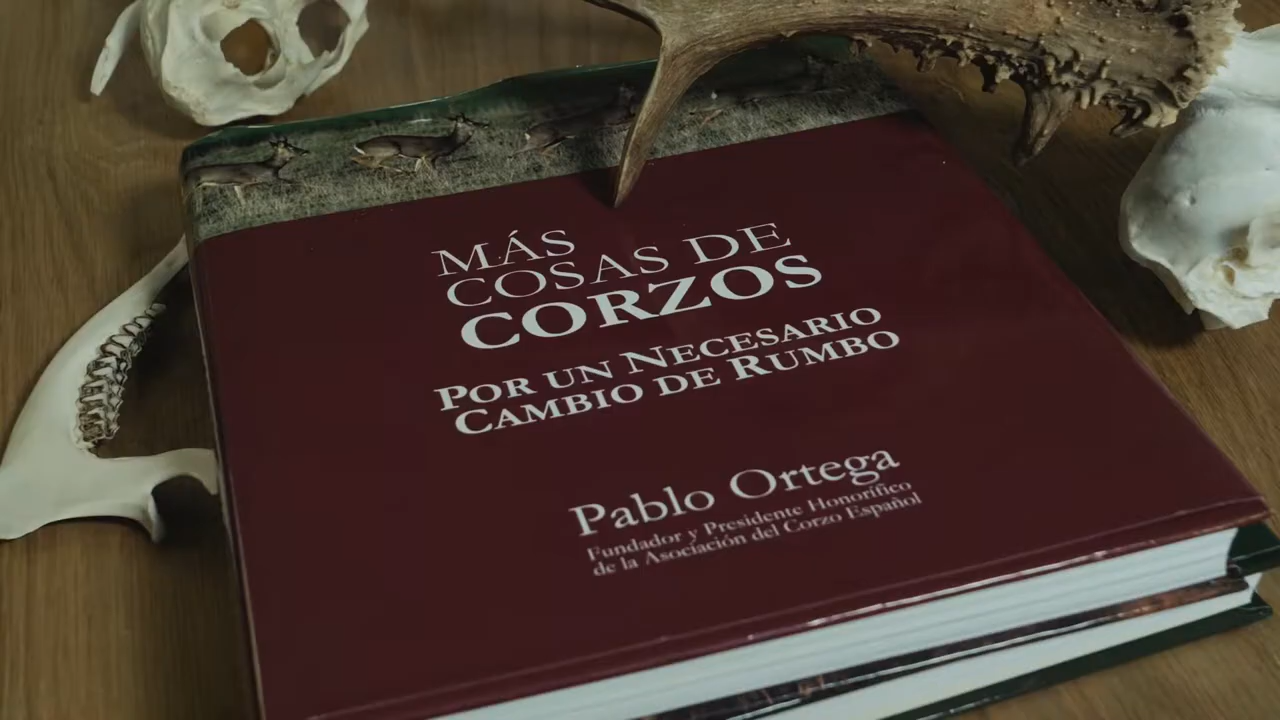 MÁS
COSAS DE
CORZOS
POR UN NECESARIO
CAMBIO DE RUMBO
Pablo Ortega
Fundador y Presidente Honorífico
de la Asociación del Corzo Español